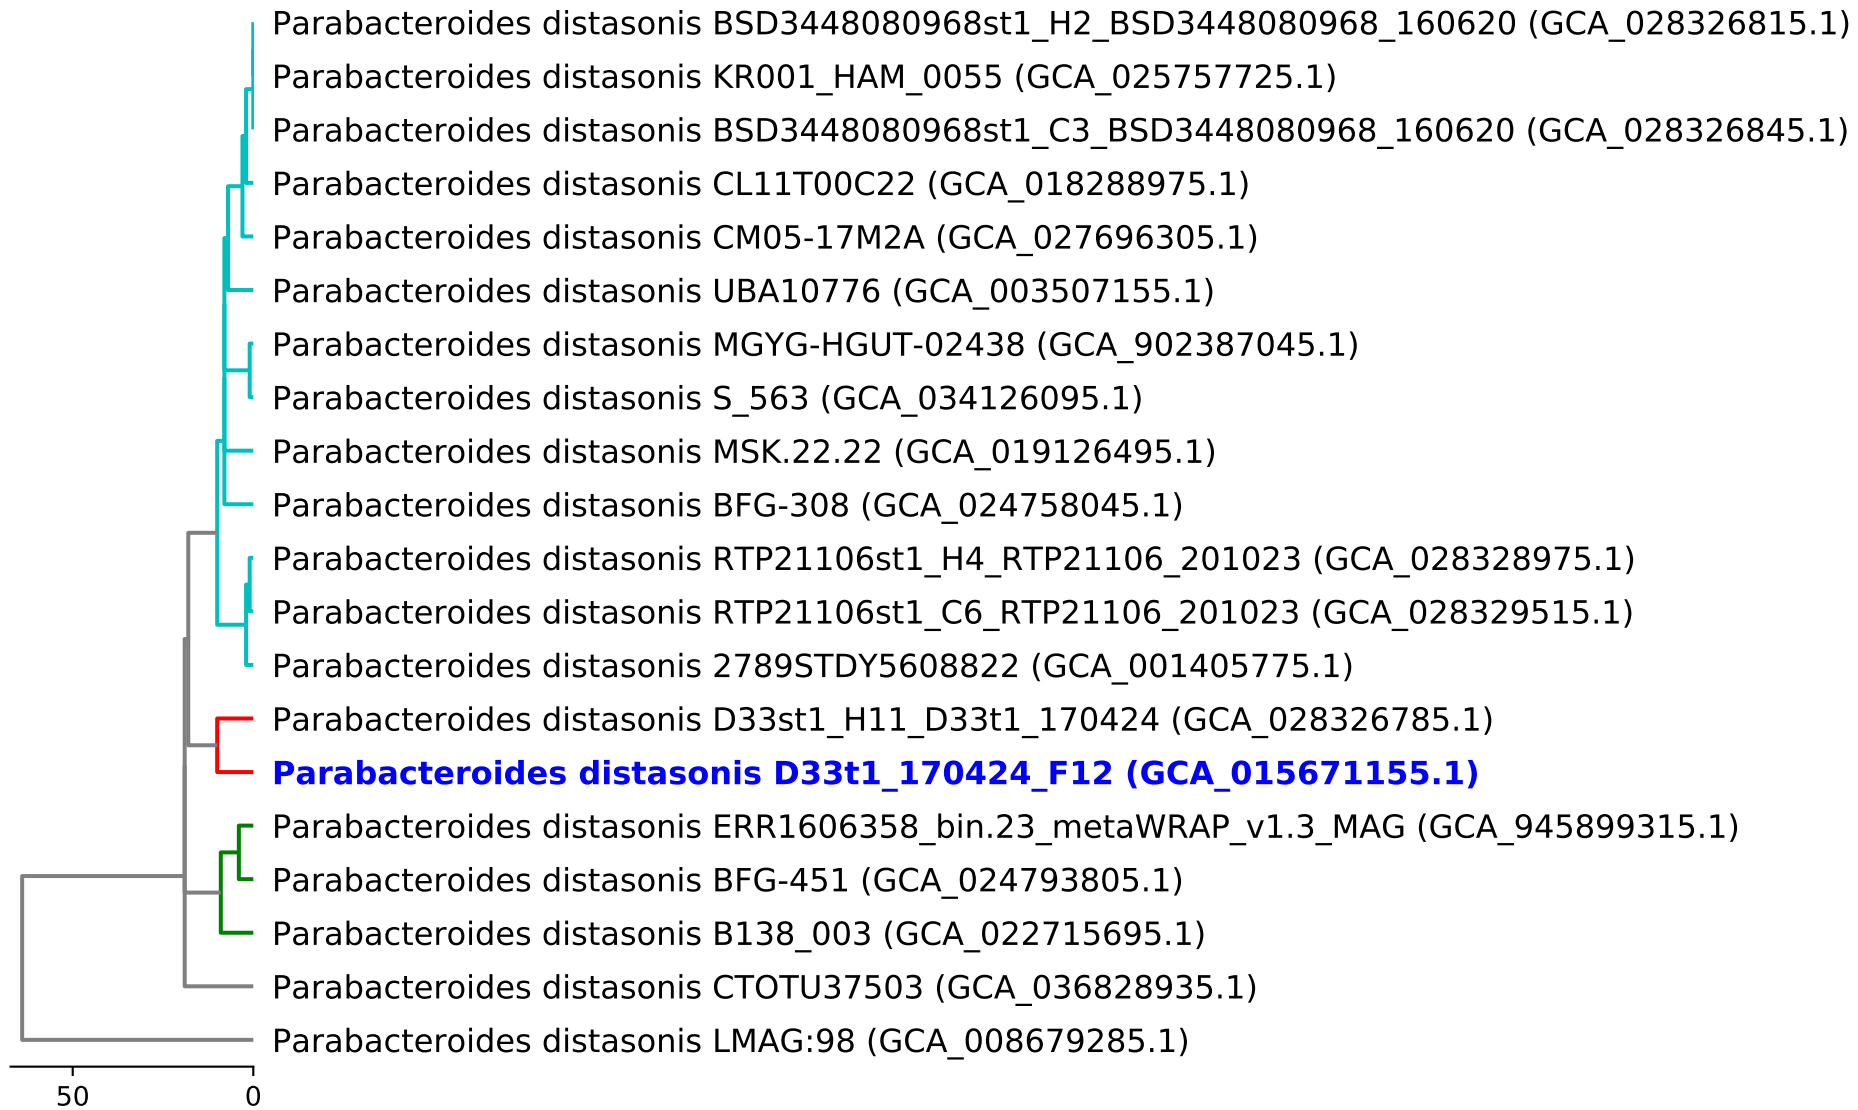 Parabacteroides distasonis BSD3448080968st1_H2_BSD3448080968_160620 (GCA_028326815.1)
Parabacteroides distasonis KR001_HAM_0055 (GCA_025757725.1)
Parabacteroides distasonis BSD3448080968st1_C3_BSD3448080968_160620 (GCA_028326845.1)
Parabacteroides distasonis CL11T00C22 (GCA_018288975.1)
Parabacteroides distasonis CM05-17M2A (GCA_027696305.1)
Parabacteroides distasonis UBA10776 (GCA_003507155.1)
Parabacteroides distasonis MGYG-HGUT-02438 (GCA_902387045.1)
Parabacteroides distasonis S_563 (GCA_034126095.1)
Parabacteroides distasonis MSK.22.22 (GCA_019126495.1)
Parabacteroides distasonis BFG-308 (GCA_024758045.1)
Parabacteroides distasonis RTP21106st1_H4_RTP21106_201023 (GCA_028328975.1)
Parabacteroides distasonis RTP21106st1_C6_RTP21106_201023 (GCA_028329515.1)
Parabacteroides distasonis 2789STDY5608822 (GCA_001405775.1)
Parabacteroides distasonis D33st1_H11_D33t1_170424 (GCA_028326785.1)
Parabacteroides distasonis D33t1_170424_F12 (GCA_015671155.1)
Parabacteroides distasonis ERR1606358_bin.23_metaWRAP_v1.3_MAG (GCA_945899315.1)
Parabacteroides distasonis BFG-451 (GCA_024793805.1)
Parabacteroides distasonis B138_003 (GCA_022715695.1)
Parabacteroides distasonis CTOTU37503 (GCA_036828935.1)
Parabacteroides distasonis LMAG:98 (GCA_008679285.1)
50 0